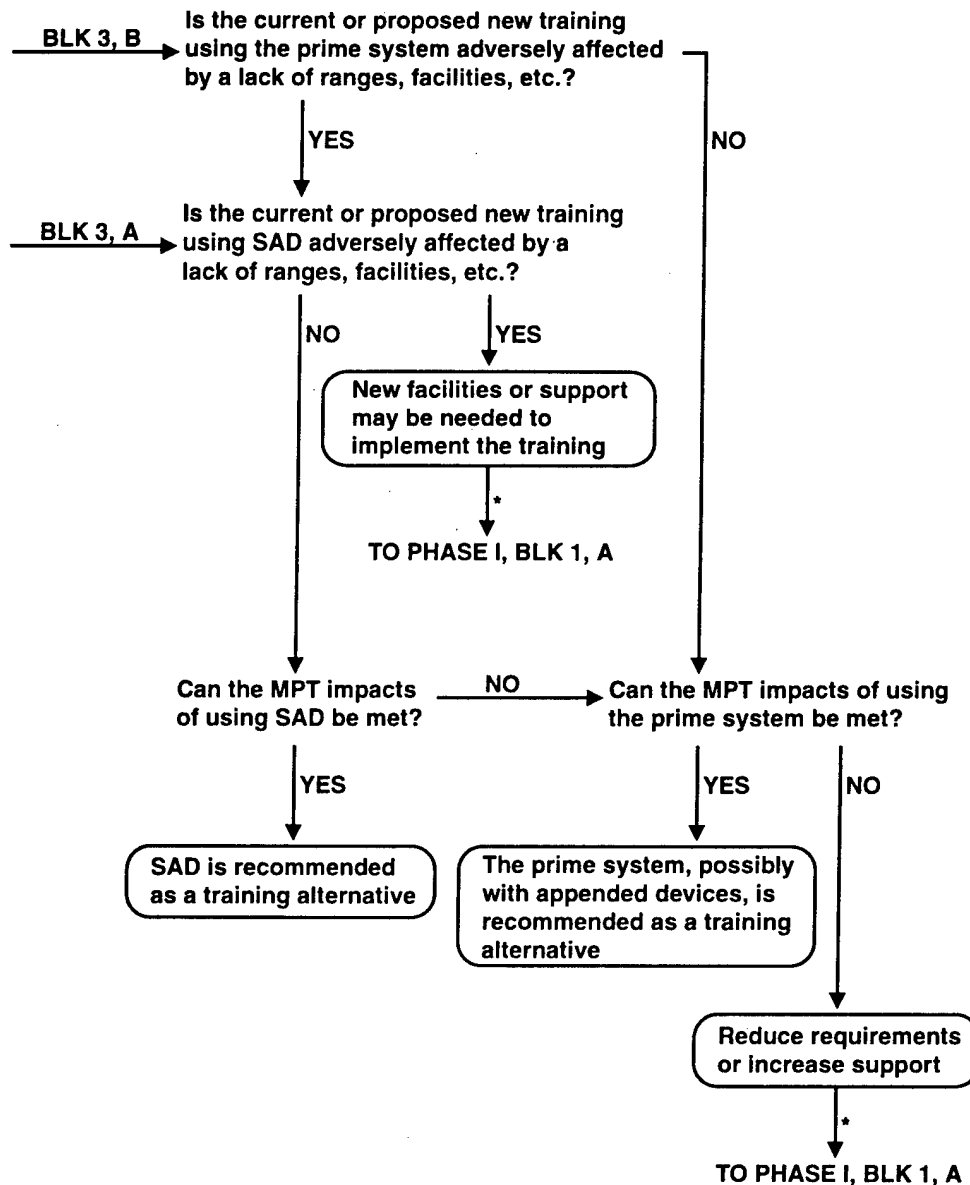 Is the current or proposed new training
BLK 3, B
using the prime system adversely affected
by a lack of ranges, facilities, etc.?
YES
NO
Is the current or proposed new training
BLK 3, A
using SAD adversely affected by a
lack of ranges, facilities, etc.?
NO
YES
New facilities or support
may be needed to
implement the training
*
TO PHASE I, BLK 1, A
Can the MPT impacts
of using SAD be met?
NO
Can the MPT impacts of using
the prime system be met?
YES
YES
NO
SAD is recommended
as a training alternative
The prime system, possibly
with appended devices, is
recommended as a training
alternative
Reduce requirements
or increase support
*
TO PHASE I, BLK 1, A